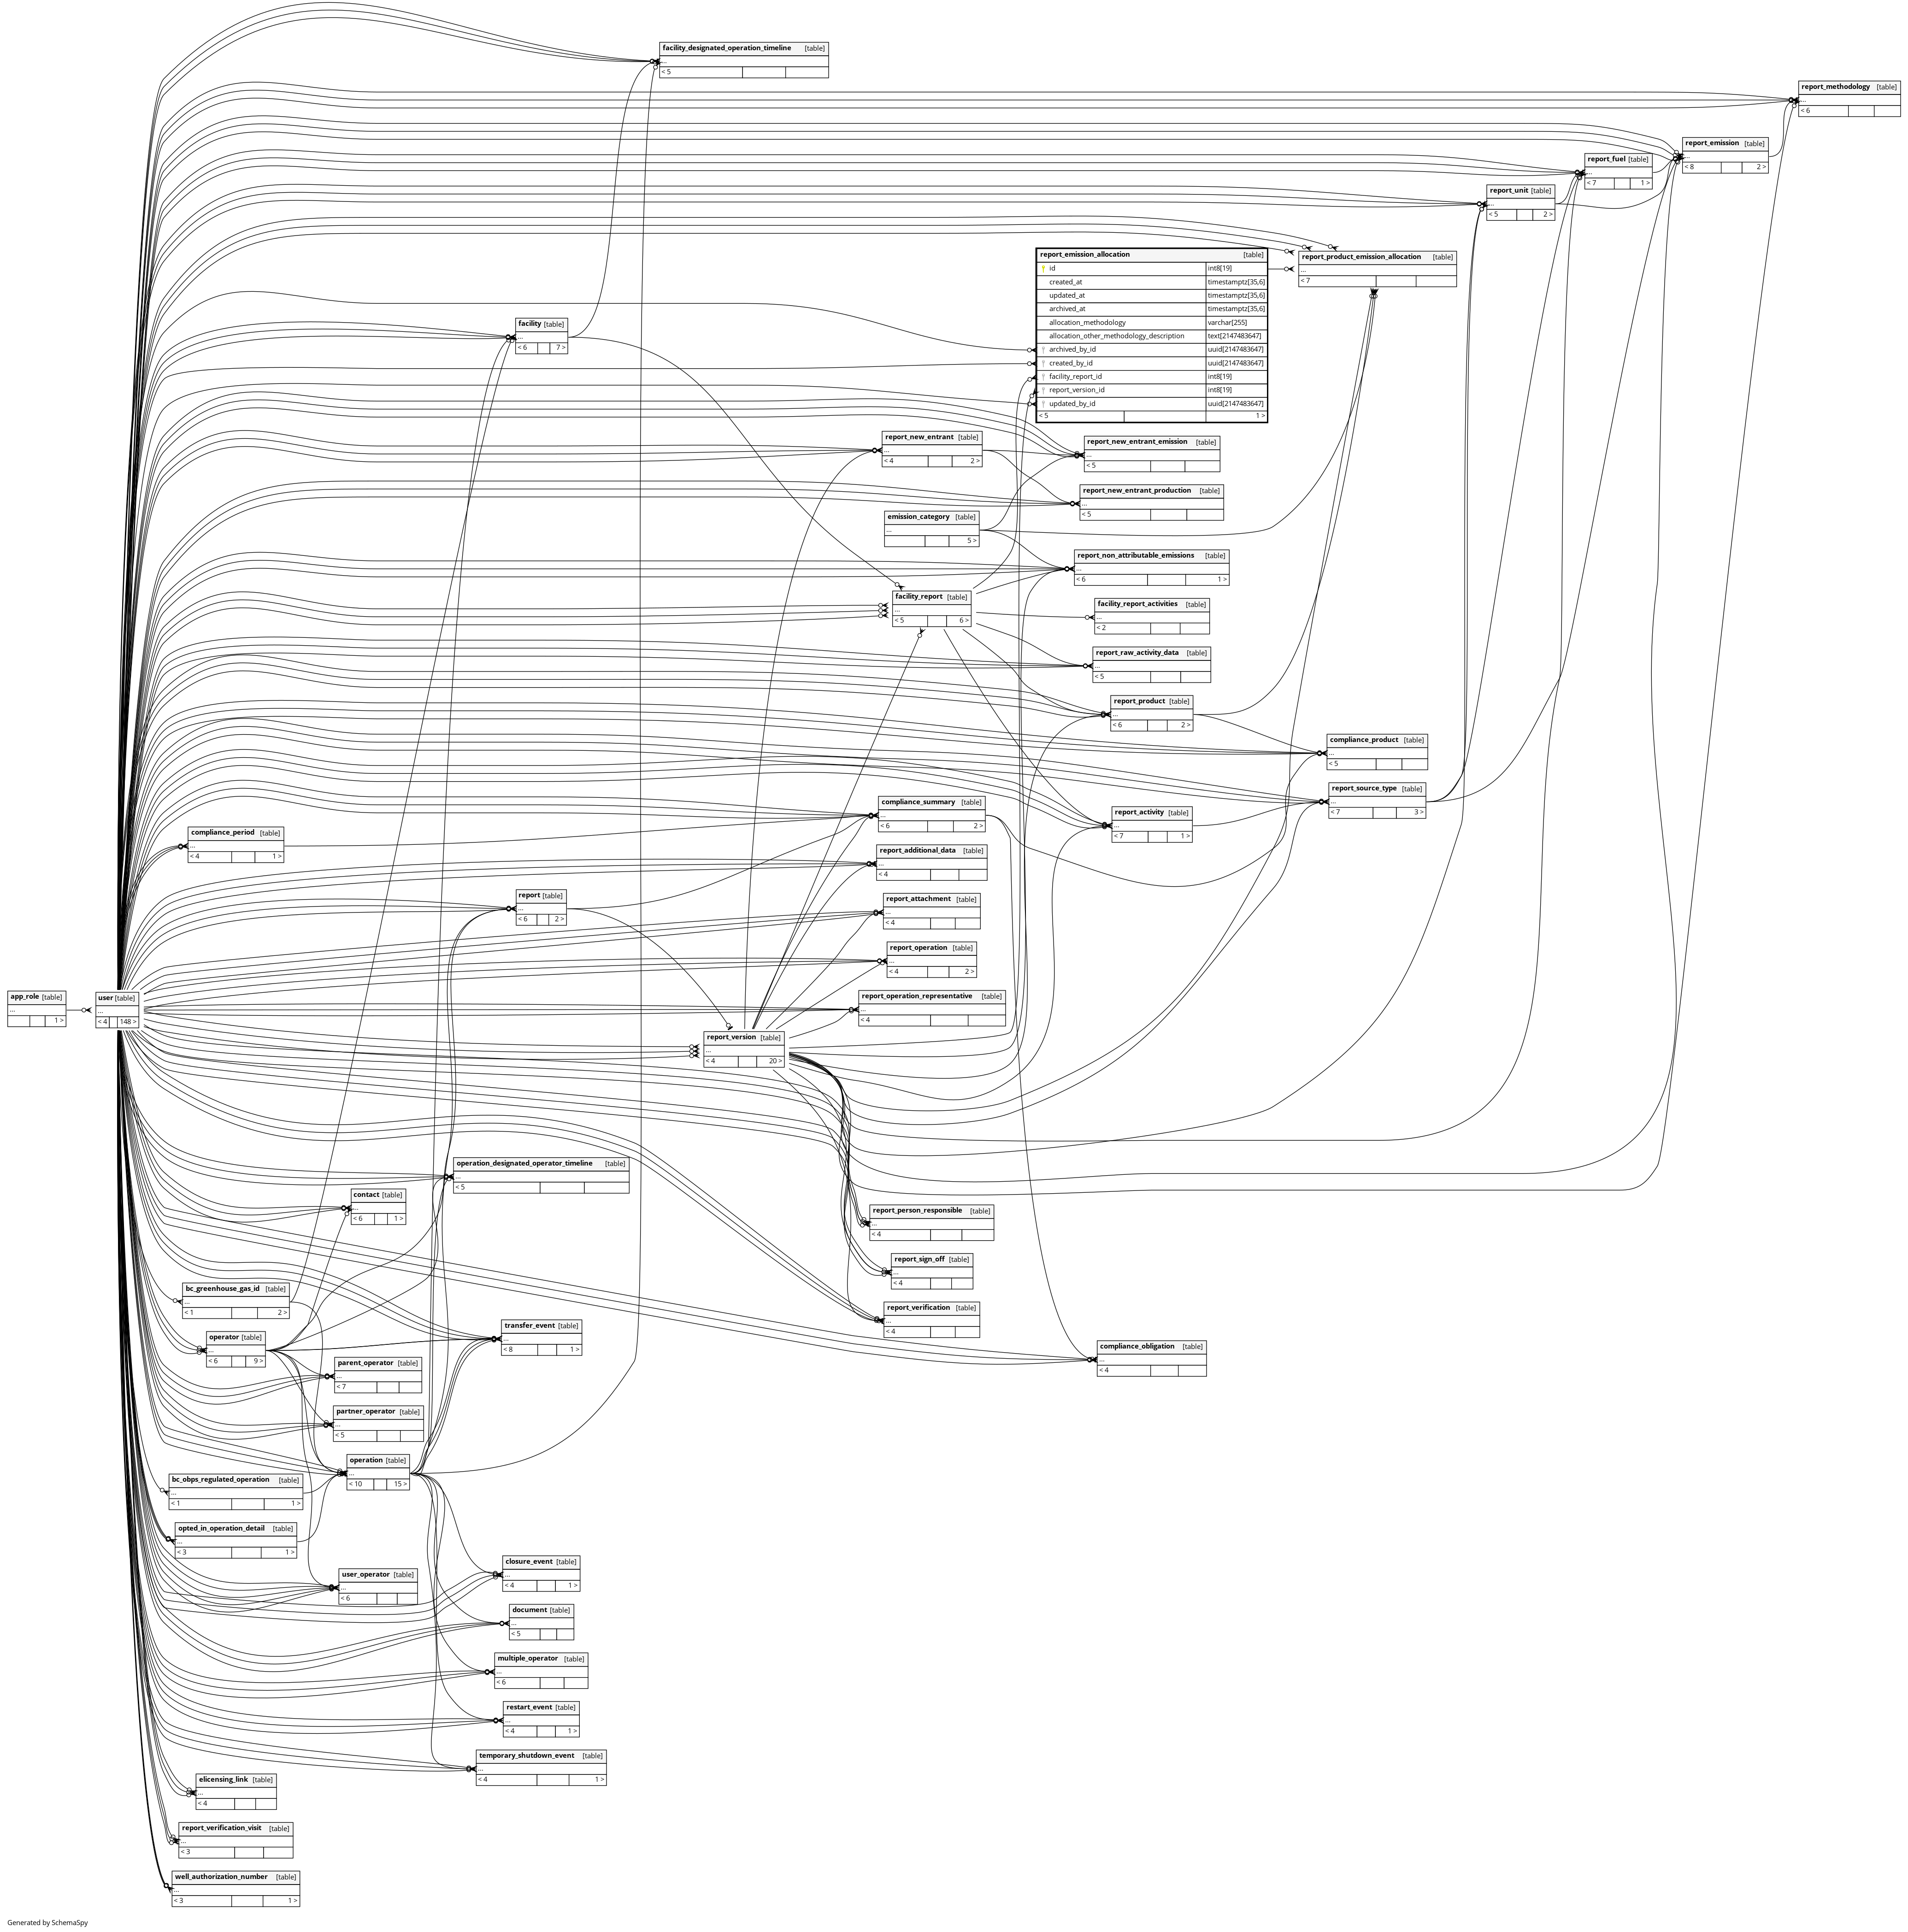 facility_designated_operation_timeline [table]
...
< 5
report_methodology [table]
...
< 6
report_emission [table]
...
< 8 2 >
report_fuel [table]
...
< 7 1 >
report_unit [table]
...
< 5 2 >
report_emission_allocation [table]
id int8[19]
created_at timestamptz[35,6]
updated_at timestamptz[35,6]
archived_at timestamptz[35,6]
allocation_methodology varchar[255]
allocation_other_methodology_description text[2147483647]
archived_by_id uuid[2147483647]
created_by_id uuid[2147483647]
facility_report_id int8[19]
report_version_id int8[19]
updated_by_id uuid[2147483647]
< 5 1 >
report_product_emission_allocation [table]
...
< 7
facility [table]
...
< 6 7 >
report_new_entrant [table]
...
< 4 2 >
report_new_entrant_emission [table]
...
< 5
report_new_entrant_production [table]
...
< 5
emission_category [table]
...
5 >
report_non_attributable_emissions [table]
...
< 6 1 >
facility_report [table]
...
< 5 6 >
facility_report_activities [table]
...
< 2
report_raw_activity_data [table]
...
< 5
report_product [table]
...
< 6 2 >
compliance_product [table]
...
< 5
report_source_type [table]
...
< 7 3 >
compliance_summary [table]
...
< 6 2 >
report_activity [table]
...
< 7 1 >
compliance_period [table]
...
< 4 1 >
report_additional_data [table]
...
< 4
report [table]
...
< 6 2 >
report_attachment [table]
...
< 4
report_operation [table]
...
< 4 2 >
app_role [table]
...
1 >
user [table]
...
< 4 148 >
report_operation_representative [table]
...
< 4
report_version [table]
...
< 4 20 >
operation_designated_operator_timeline [table]
...
< 5
contact [table]
...
< 6 1 >
report_person_responsible [table]
...
< 4
report_sign_off [table]
...
< 4
bc_greenhouse_gas_id [table]
...
< 1 2 >
report_verification [table]
...
< 4
transfer_event [table]
...
< 8 1 >
operator [table]
...
< 6 9 >
compliance_obligation [table]
...
< 4
parent_operator [table]
...
< 7
partner_operator [table]
...
< 5
operation [table]
...
< 10 15 >
bc_obps_regulated_operation [table]
...
< 1 1 >
opted_in_operation_detail [table]
...
< 3 1 >
closure_event [table]
...
< 4 1 >
user_operator [table]
...
< 6
document [table]
...
< 5
multiple_operator [table]
...
< 6
restart_event [table]
...
< 4 1 >
temporary_shutdown_event [table]
...
< 4 1 >
elicensing_link [table]
...
< 4
report_verification_visit [table]
...
< 3
well_authorization_number [table]
...
< 3 1 >
Generated by SchemaSpy